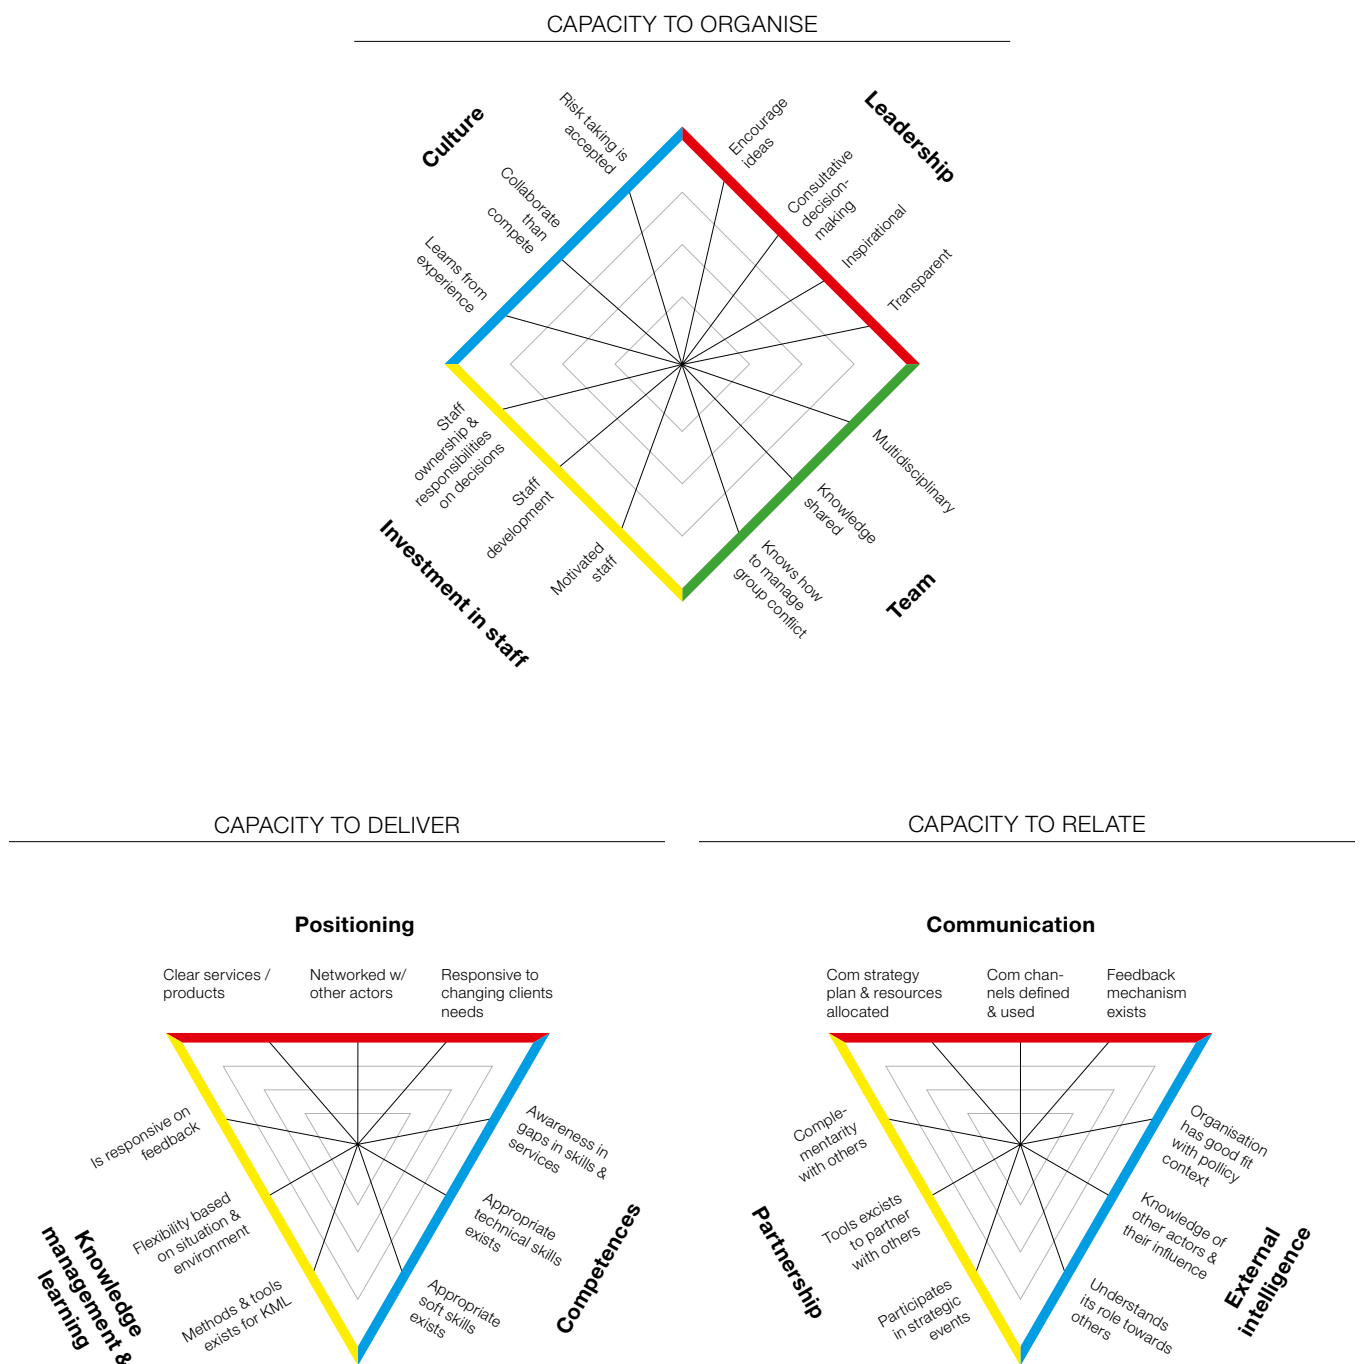 CAPACITY TO ORGANISE
Culture
Risk taking is
accepted
Collaborate
than
compete
Learns from
experience
Leadership
Encourage
ideas
Consultative
decision-
making
Inspirational
Transparent
Staff
ownership &
responsibilities
on decisions
Staff
development
Motivated
staff
Investment in staff
Multidisciplinary
Knowledge
shared
Knows how
to manage
group conflict
Team
CAPACITY TO DELIVER
Positioning
Clear services /
products
Networked w/
other actors
Responsive to
changing clients
needs
Is responsive on
feedback
Flexibility based
on situation &
environment
Methods & tools
exists for KML
Knowledge
management &
learning
Awareness in
gaps in skills &
services
Appropriate
technical skills
exists
Appropriate
soft skills
exists
Competences
CAPACITY TO RELATE
Communication
Com strategy
plan & resources
allocated
Com chan-
nels defined
& used
Feedback
mechanism
exists
Comple-
mentarity
with others
Tools excists
to partner
with others
Participates
in strategic
events
Partnership
Organisation
has good fit
with pollicy
context
Knowledge of
other actors &
their influence
Understands
its role towards
others
External
intelligence